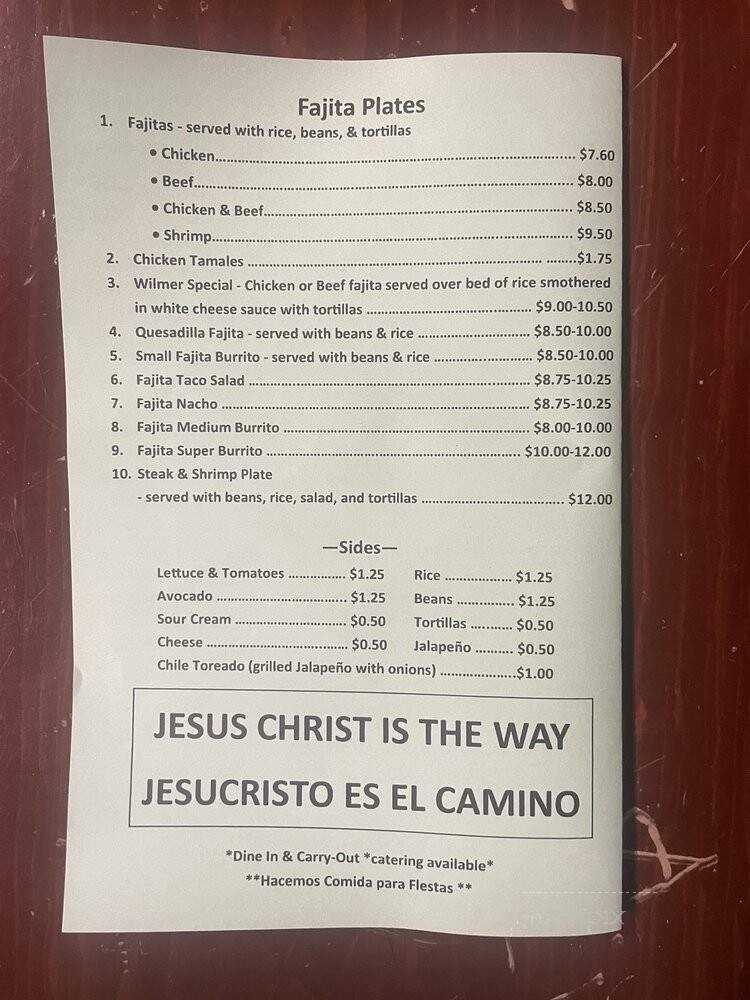 Fajita Plates
1. Fajitas - served with rice, beans, & tortillas
• Chicken........ $7.60
• Beef........ $8.00
• Chicken & Beef........ $8.50
• Shrimp........ $9.50
2. Chicken Tamales ........ $1.75
3. Wilmer Special - Chicken or Beef fajita served over bed of rice smothered
in white cheese sauce with tortillas ........ $9.00-10.50
4. Quesadilla Fajita - served with beans & rice ........ $8.50-10.00
5. Small Fajita Burrito - served with beans & rice ........ $8.50-10.00
6. Fajita Taco Salad ........ $8.75-10.25
7. Fajita Nacho ........ $8.75-10.25
8. Fajita Medium Burrito ........ $8.00-10.00
9. Fajita Super Burrito ........ $10.00-12.00
10. Steak & Shrimp Plate
- served with beans, rice, salad, and tortillas ........ $12.00
—Sides—
Lettuce & Tomatoes ........ $1.25 Rice ........ $1.25
Avocado ........ $1.25 Beans ........ $1.25
Sour Cream ........ $0.50 Tortillas ........ $0.50
Cheese ........ $0.50 Jalapeño ........ $0.50
Chile Toreado (grilled Jalapeño with onions) ........ $1.00
JESUS CHRIST IS THE WAY
JESUCRISTO ES EL CAMINO
*Dine In & Carry-Out *catering available*
**Hacemos Comida para FIestas **